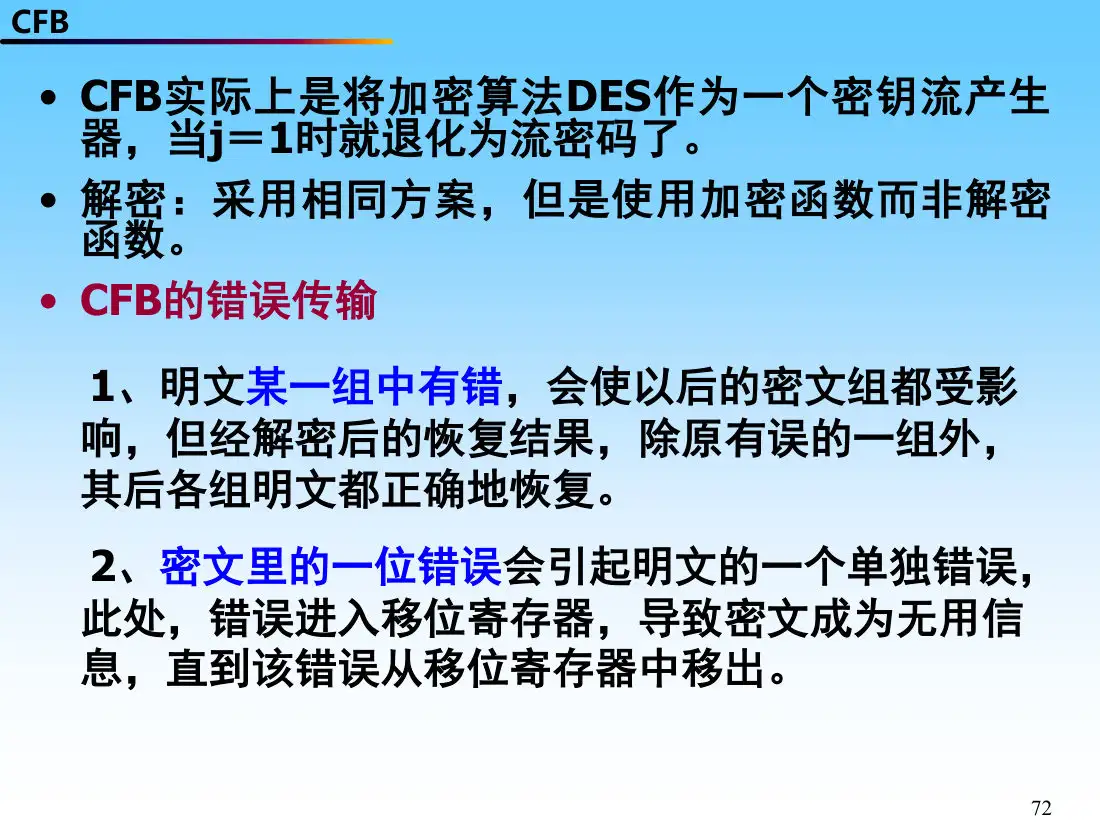 CFB
• CFB实际上是将加密算法DES作为一个密钥流产生
器，当j＝1时就退化为流密码了。
• 解密：采用相同方案，但是使用加密函数而非解密
函数。
• CFB的错误传输
1、明文某一组中有错，会使以后的密文组都受影
响，但经解密后的恢复结果，除原有误的一组外，
其后各组明文都正确地恢复。
2、密文里的一位错误会引起明文的一个单独错误，
此处，错误进入移位寄存器，导致密文成为无用信
息，直到该错误从移位寄存器中移出。
72